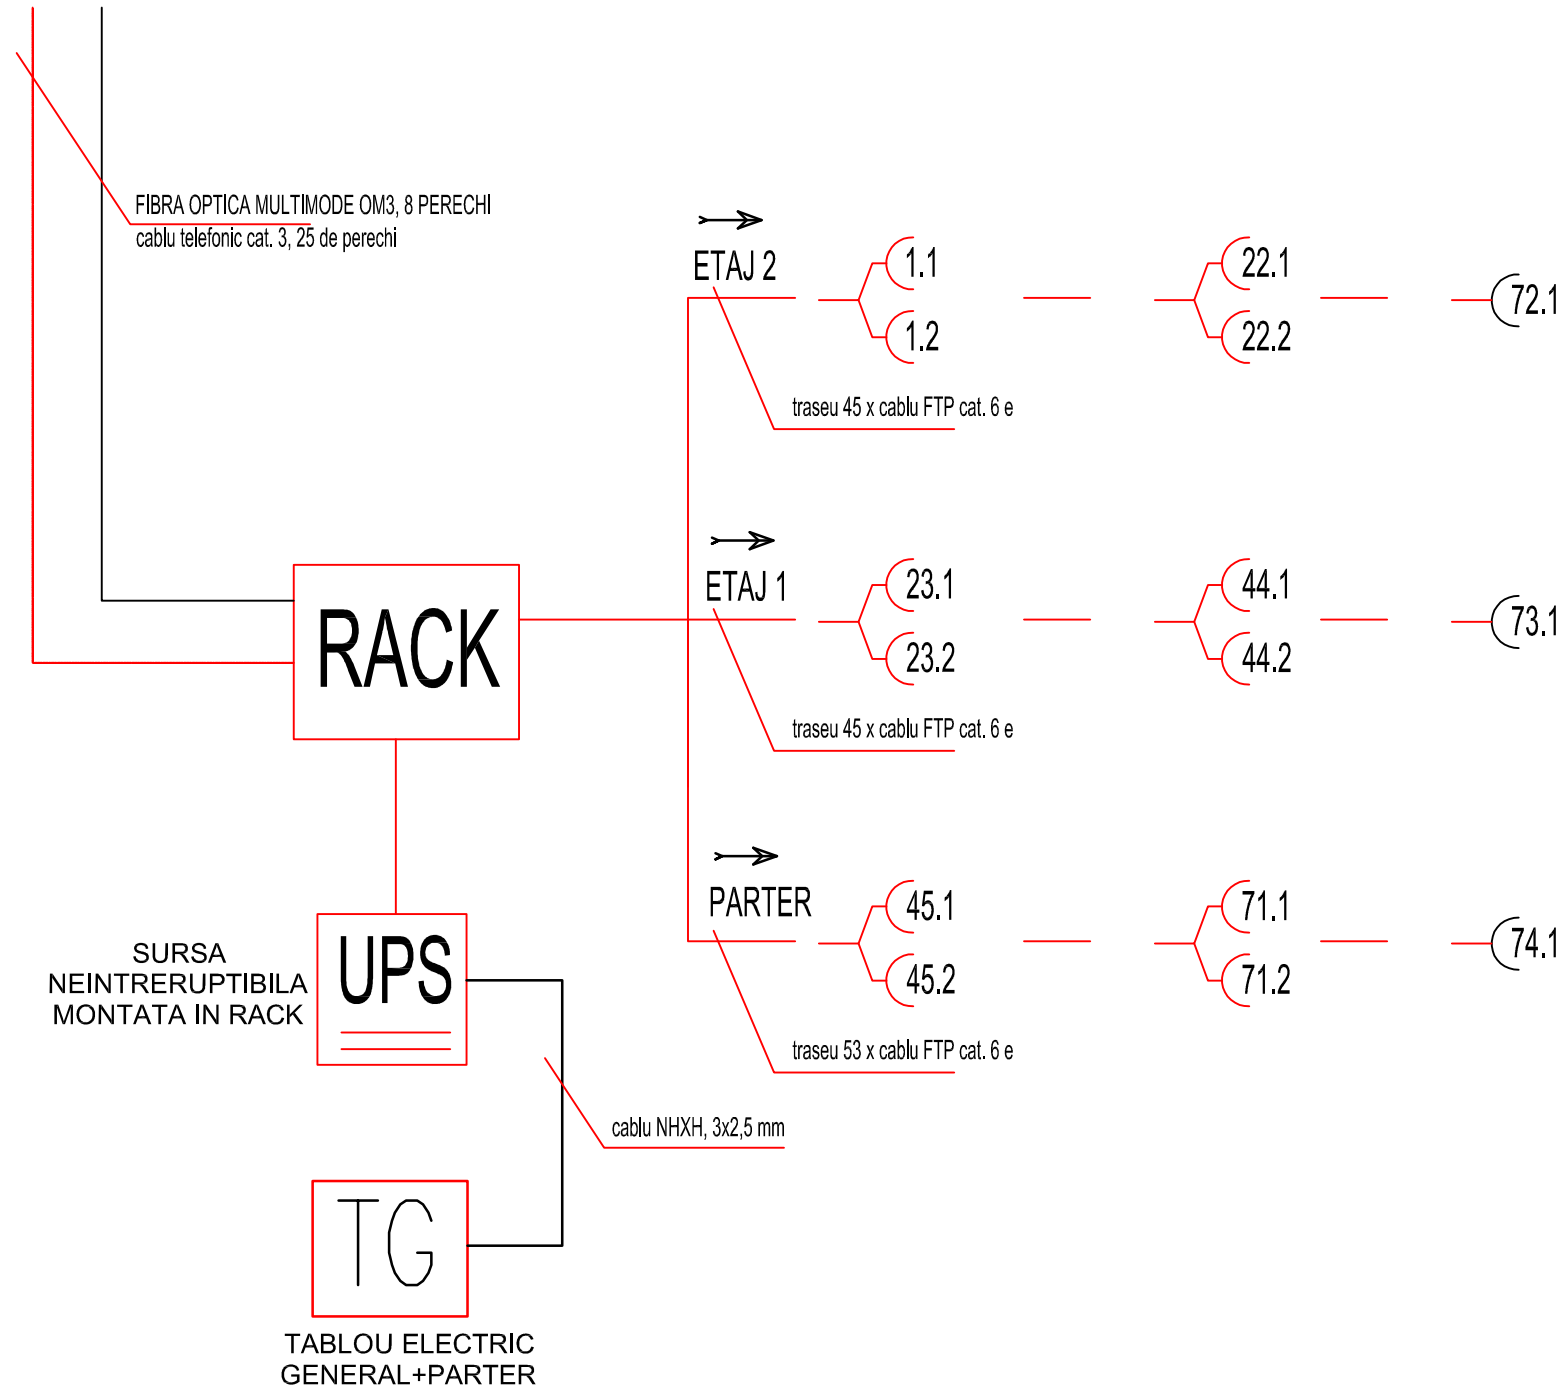 FIBRA OPTICA MULTIMODE OM3, 8 PERECHI
cablu telefonic cat. 3, 25 de perechi
ETAJ 2
1.1
1.2
22.1
22.2
72.1
traseu 45 x cablu FTP cat. 6 e
RACK
ETAJ 1
23.1
23.2
44.1
44.2
73.1
traseu 45 x cablu FTP cat. 6 e
PARTER
45.1
45.2
71.1
71.2
74.1
traseu 53 x cablu FTP cat. 6 e
SURSA
NEINTRERUPTIBILA
MONTATA IN RACK
UPS
cablu NHXH, 3x2,5 mm
TG
TABLOU ELECTRIC
GENERAL+PARTER